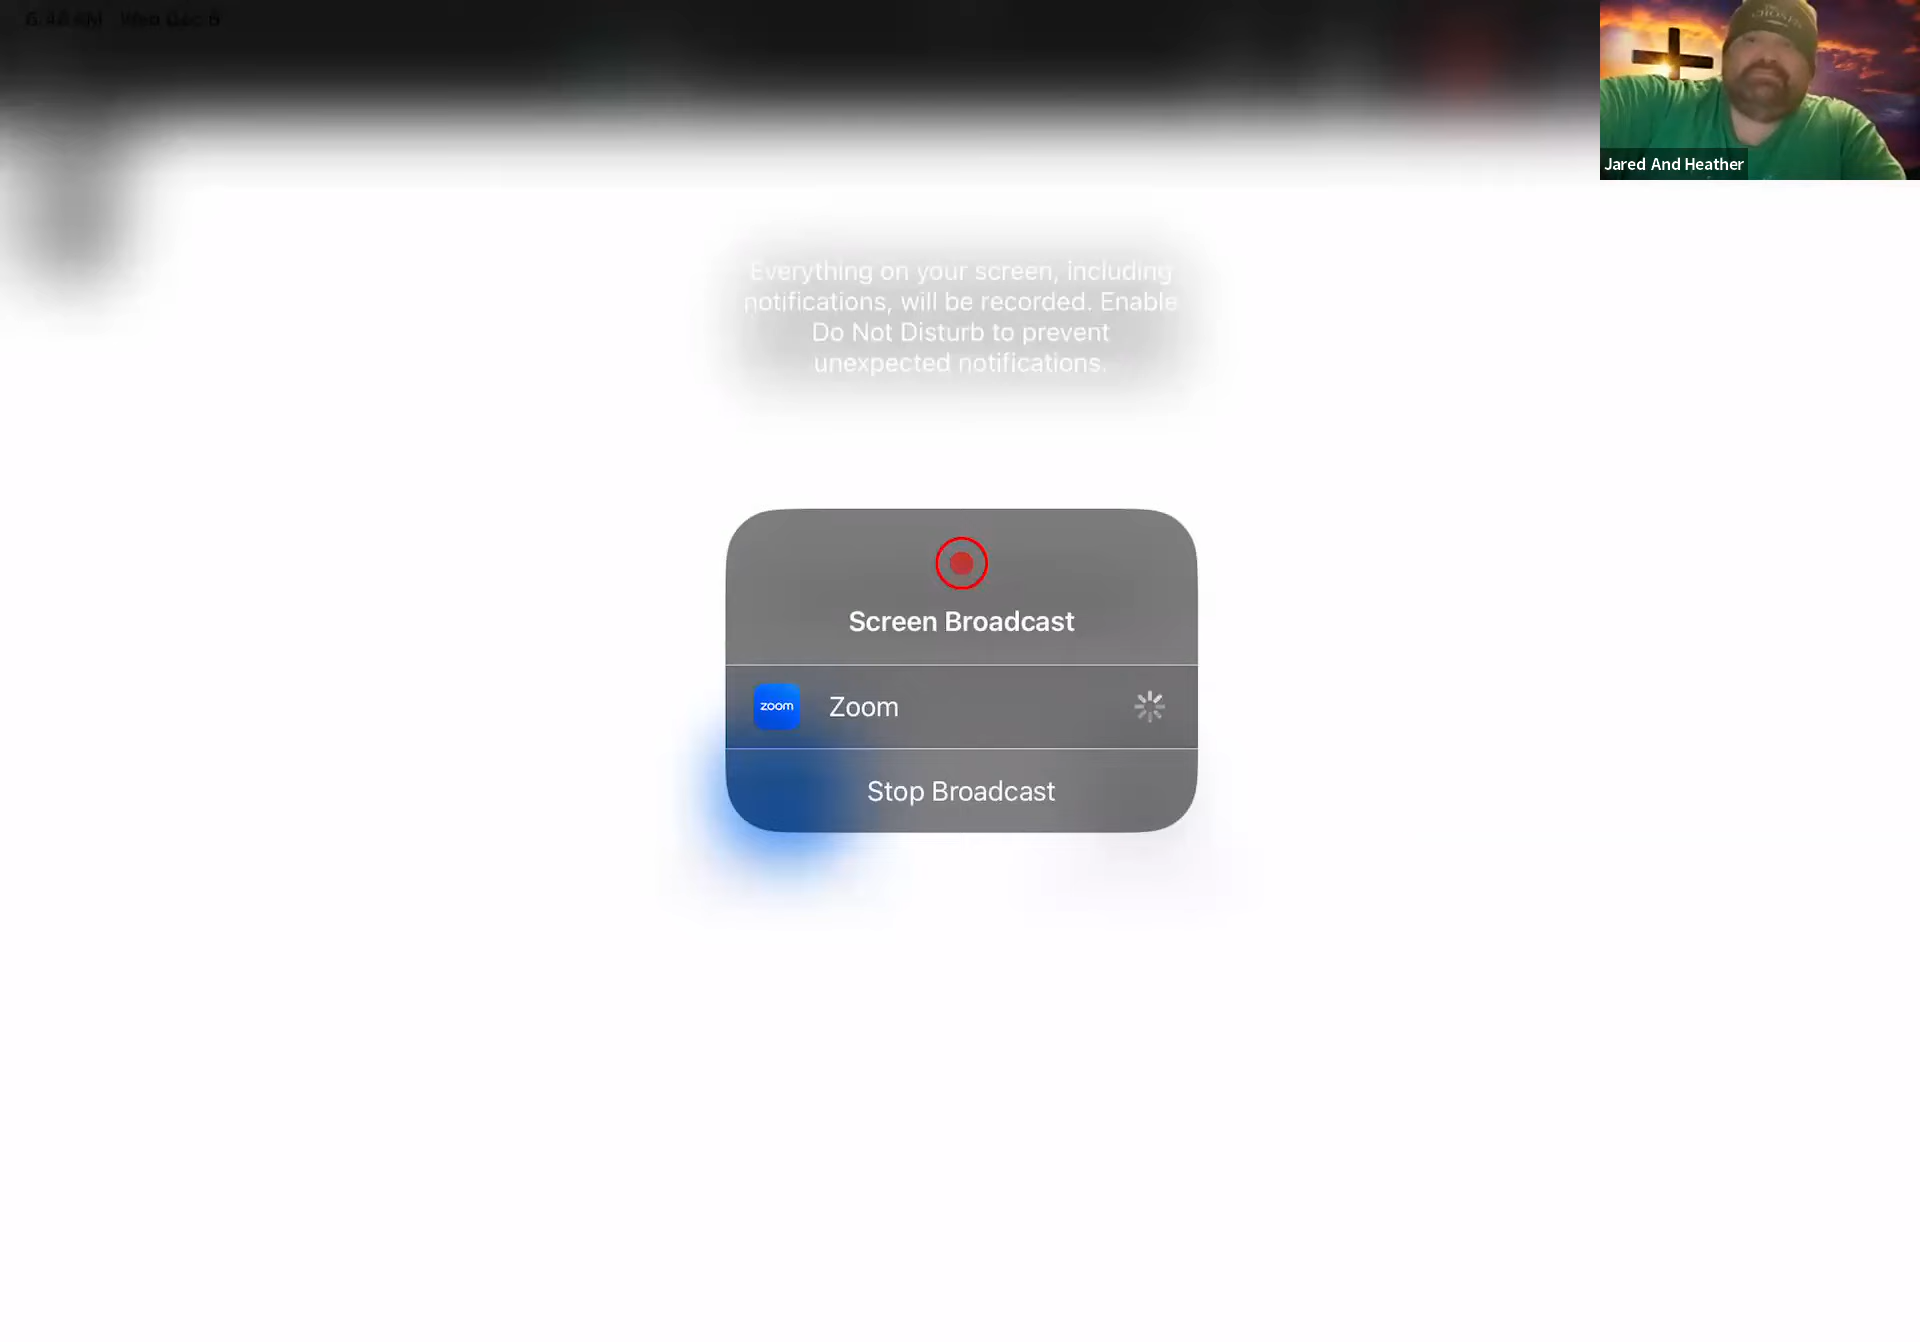 Jared And Heather
Everything on your screen, including
notifications, will be recorded. Enable
Do Not Disturb to prevent
unexpected notifications.
Screen Broadcast
zoom
Zoom
Stop Broadcast